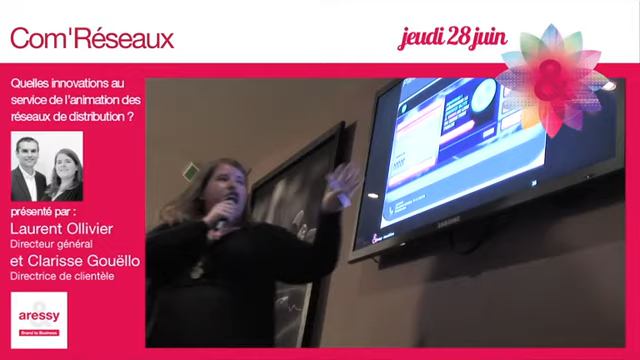 Com'Réseaux
jeudi 28 juin
&
Quelles innovations au
service de l'animation des
réseaux de distribution ?
présenté par :
Laurent Ollivier
Directeur général
et Clarisse Gouëllo
Directrice de clientèle
aressy
Brand to Business
SAMSUNG